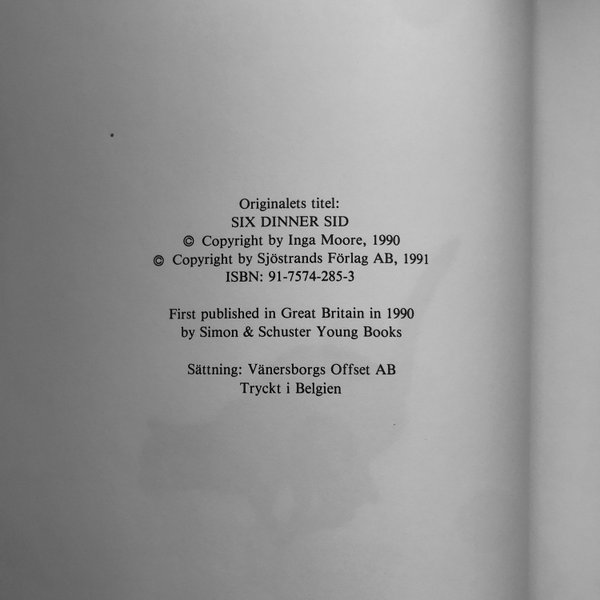 Originalets titel:
SIX DINNER SID
© Copyright by Inga Moore, 1990
© Copyright by Sjöstrands Förlag AB, 1991
ISBN: 91-7574-285-3
First published in Great Britain in 1990
by Simon & Schuster Young Books
Sättning: Vänersborgs Offset AB
Tryckt i Belgien